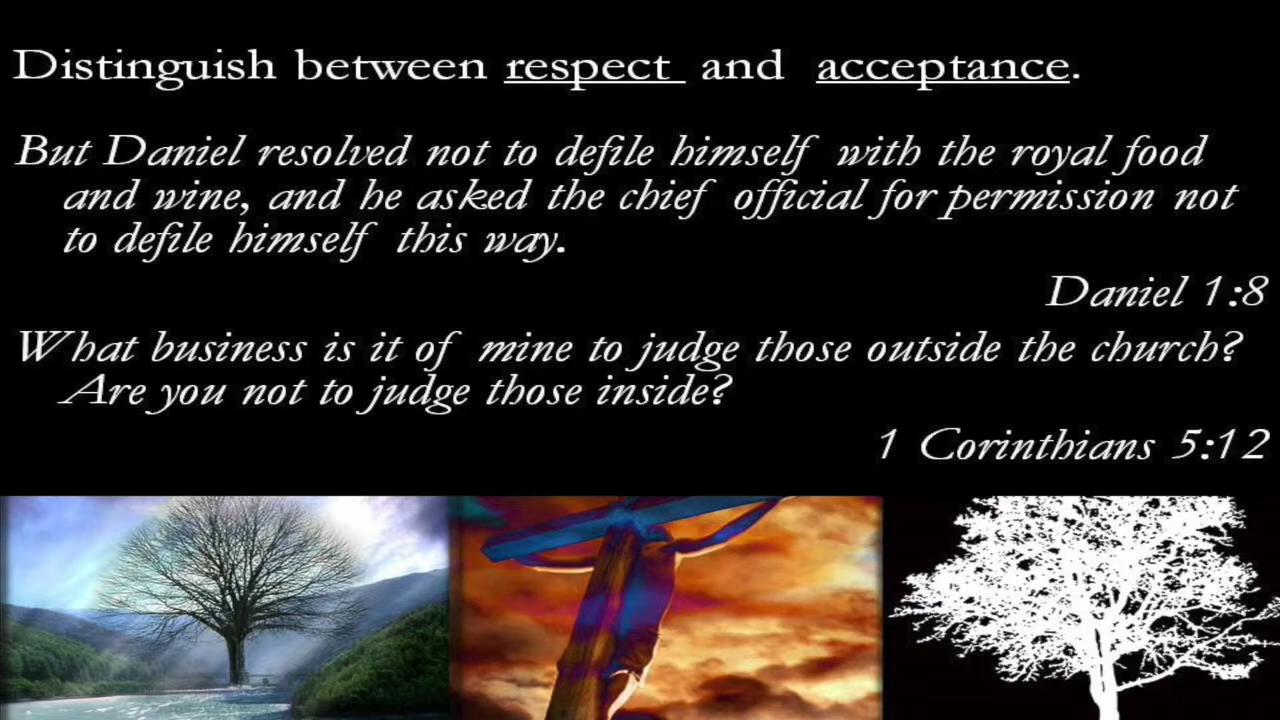 Distinguish between respect and acceptance.
But Daniel resolved not to defile himself with the royal food
and wine, and he asked the chief official for permission not
to defile himself this way.
Daniel 1:8
What business is it of mine to judge those outside the church?
Are you not to judge those inside?
1 Corinthians 5:12